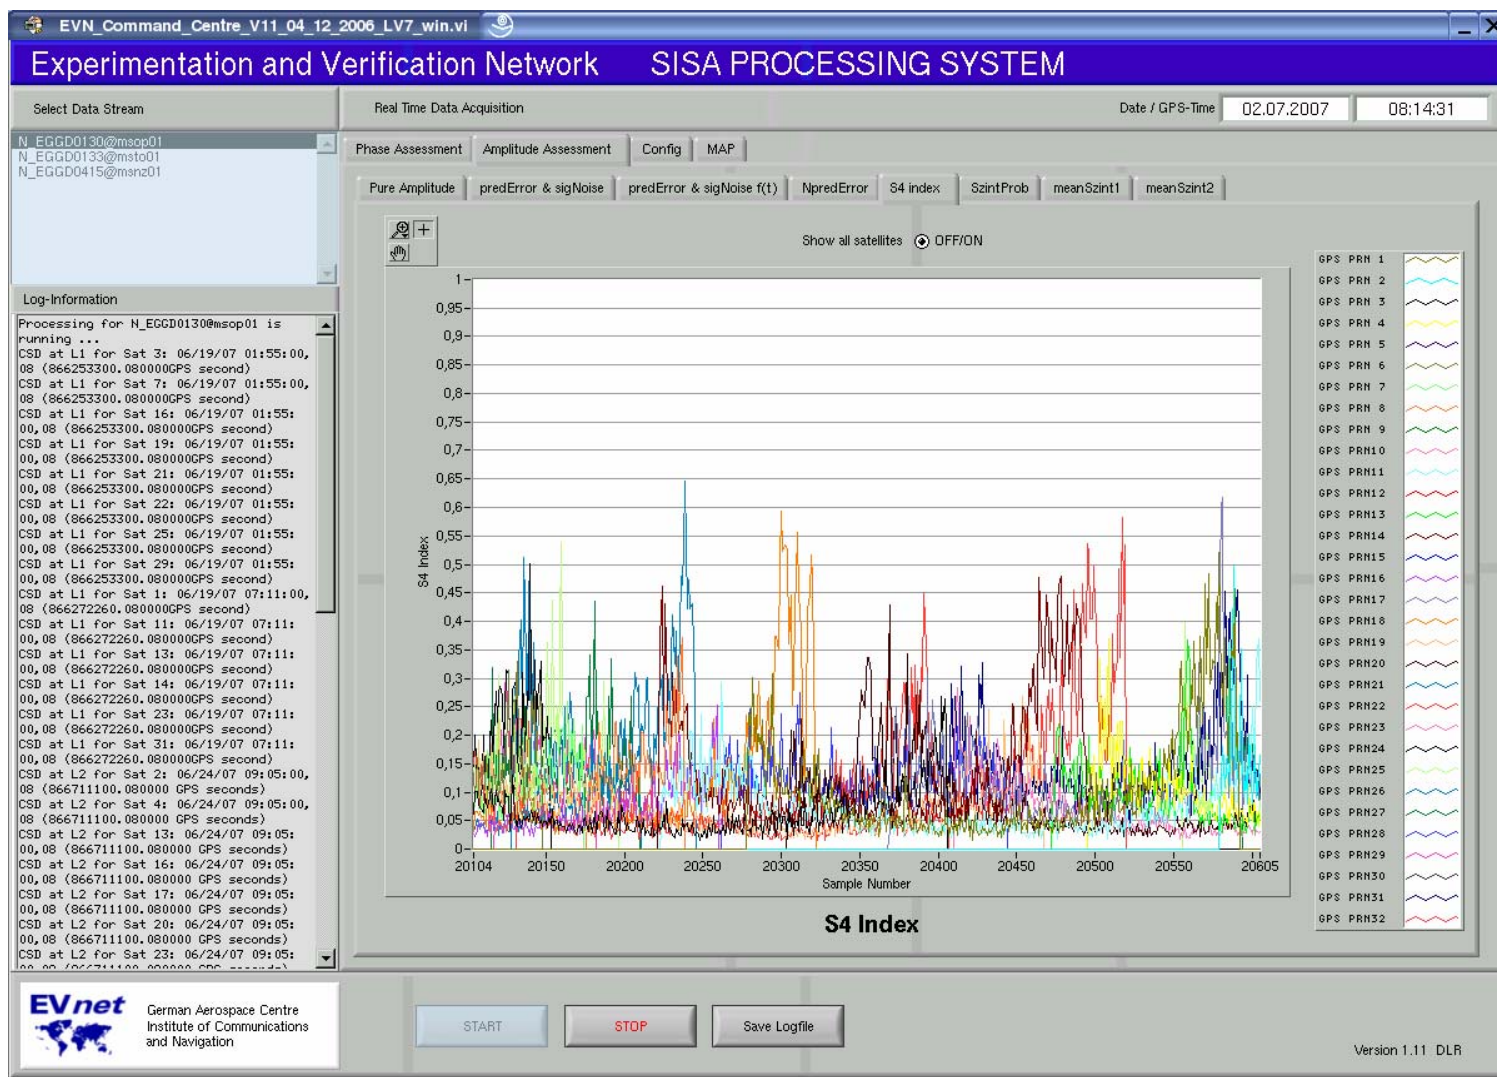 EVN_Command_Centre_V11_04_12_2006_LV7_win.vi
Experimentation and Verification Network SISA PROCESSING SYSTEM
Select Data Stream
Real Time Data Acquisition
Date / GPS-Time 02.07.2007 08:14:31
N_EGGD0130@msop01
N_EGGD0133@msto01
N_EGGD0415@msnz01
Log-Information
Processing for N_EGGD0130@msop01 is
running ...
CSD at L1 for Sat 3: 06/19/07 01:55:00,
08 (866253300.080000GPS second)
CSD at L1 for Sat 7: 06/19/07 01:55:00,
08 (866253300.080000GPS second)
CSD at L1 for Sat 16: 06/19/07 01:55:
00,08 (866253300.080000GPS second)
CSD at L1 for Sat 19: 06/19/07 01:55:
00,08 (866253300.080000GPS second)
CSD at L1 for Sat 21: 06/19/07 01:55:
00,08 (866253300.080000GPS second)
CSD at L1 for Sat 22: 06/19/07 01:55:
00,08 (866253300.080000GPS second)
CSD at L1 for Sat 25: 06/19/07 01:55:
00,08 (866253300.080000GPS second)
CSD at L1 for Sat 29: 06/19/07 01:55:
00,08 (866253300.080000GPS second)
CSD at L1 for Sat 1: 06/19/07 07:11:00,
08 (866272260.080000GPS second)
CSD at L1 for Sat 11: 06/19/07 07:11:
00,08 (866272260.080000GPS second)
CSD at L1 for Sat 13: 06/19/07 07:11:
00,08 (866272260.080000GPS second)
CSD at L1 for Sat 14: 06/19/07 07:11:
00,08 (866272260.080000GPS second)
CSD at L1 for Sat 23: 06/19/07 07:11:
00,08 (866272260.080000GPS second)
CSD at L1 for Sat 31: 06/19/07 07:11:
00,08 (866272260.080000GPS second)
CSD at L2 for Sat 2: 06/24/07 09:05:00,
08 (866711100.080000 GPS seconds)
CSD at L2 for Sat 4: 06/24/07 09:05:00,
08 (866711100.080000 GPS seconds)
CSD at L2 for Sat 13: 06/24/07 09:05:
00,08 (866711100.080000 GPS seconds)
CSD at L2 for Sat 16: 06/24/07 09:05:
00,08 (866711100.080000 GPS seconds)
CSD at L2 for Sat 17: 06/24/07 09:05:
00,08 (866711100.080000 GPS seconds)
CSD at L2 for Sat 20: 06/24/07 09:05:
00,08 (866711100.080000 GPS seconds)
CSD at L2 for Sat 23: 06/24/07 09:05:
Phase Assessment Amplitude Assessment Config MAP
Pure Amplitude predError & sigNoise predError & sigNoise f(t) NpredError S4 index SzintProb meanSzint1 meanSzint2
Show all satellites OFF/ON
1
0,95
0,9
0,85
0,8
0,75
0,7
0,65
0,6
0,55
0,5
0,45
0,4
0,35
0,3
0,25
0,2
0,15
0,1
0,05
0
S4 Index
20104 20150 20200 20250 20300 20350 20400 20450 20500 20550 20605
Sample Number
S4 Index
GPS PRN 1
GPS PRN 2
GPS PRN 3
GPS PRN 4
GPS PRN 5
GPS PRN 6
GPS PRN 7
GPS PRN 8
GPS PRN 9
GPS PRN10
GPS PRN11
GPS PRN12
GPS PRN13
GPS PRN14
GPS PRN15
GPS PRN16
GPS PRN17
GPS PRN18
GPS PRN19
GPS PRN20
GPS PRN21
GPS PRN22
GPS PRN23
GPS PRN24
GPS PRN25
GPS PRN26
GPS PRN27
GPS PRN28
GPS PRN29
GPS PRN30
GPS PRN31
GPS PRN32
EVnet
German Aerospace Centre
Institute of Communications
and Navigation
START STOP Save Logfile
Version 1.11 DLR